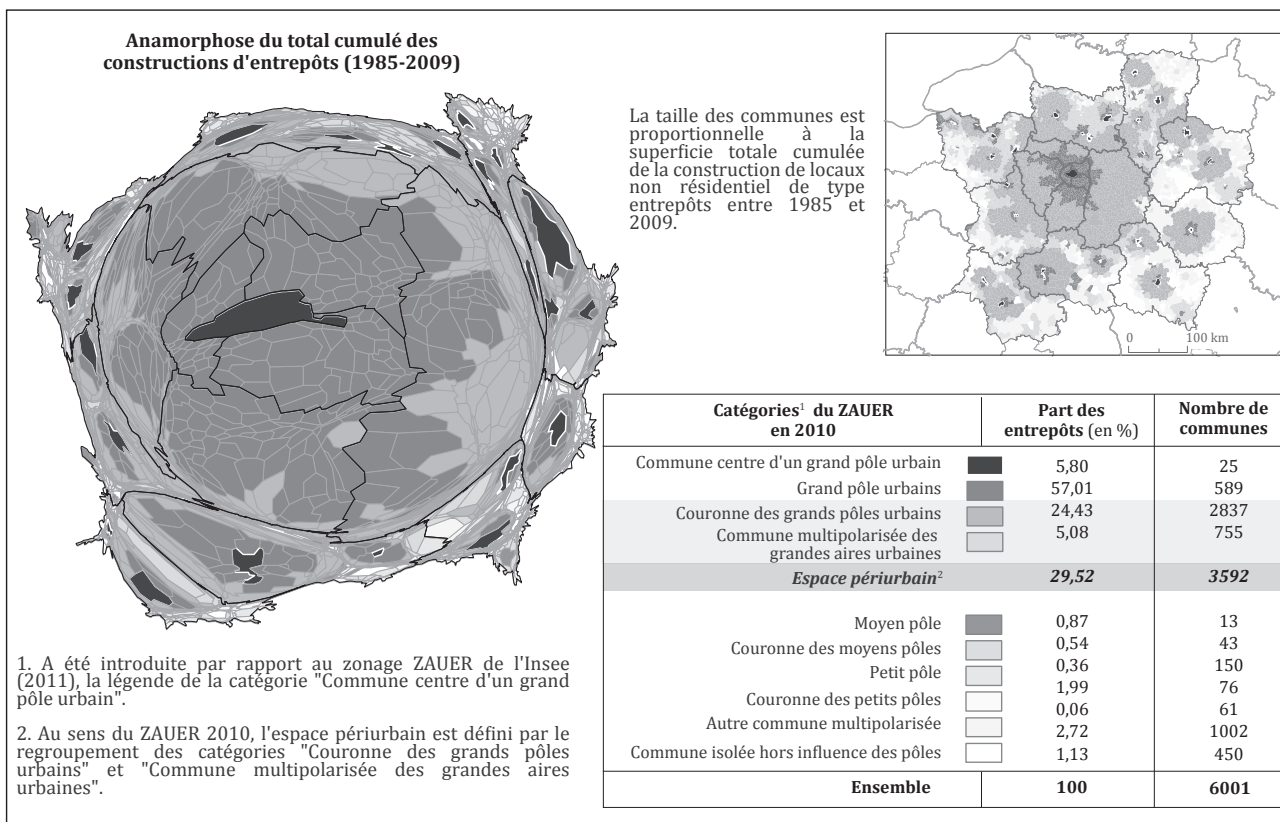 Anamorphose du total cumulé des
constructions d'entrepôts (1985-2009)
La taille des communes est
proportionnelle à la
superficie totale cumulée
de la construction de locaux
non résidentiel de type
entrepôts entre 1985 et
2009.
0 100 km
Catégories¹ du ZAUER
en 2010
Part des
entrepôts (en %)
Nombre de
communes
Commune centre d'un grand pôle urbain 5,80 25
Grand pôle urbains 57,01 589
Couronne des grands pôles urbains 24,43 2837
Commune multipolarisée des
grandes aires urbaines 5,08 755
Espace périurbain² 29,52 3592
Moyen pôle 0,87 13
Couronne des moyens pôles 0,54 43
Petit pôle 0,36 150
1,99 76
Couronne des petits pôles 0,06 61
Autre commune multipolarisée 2,72 1002
Commune isolée hors influence des pôles 1,13 450
Ensemble 100 6001
1. A été introduite par rapport au zonage ZAUER de l'Insee
(2011), la légende de la catégorie "Commune centre d'un grand
pôle urbain".
2. Au sens du ZAUER 2010, l'espace périurbain est défini par le
regroupement des catégories "Couronne des grands pôles
urbains" et "Commune multipolarisée des grandes aires
urbaines".